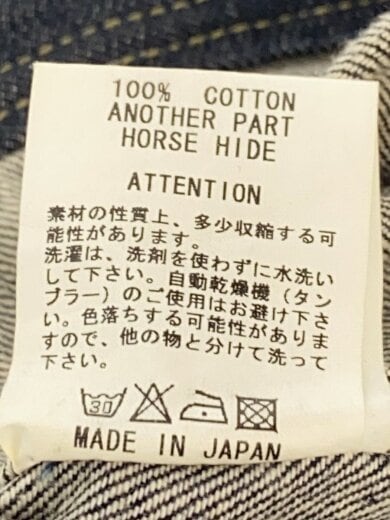 100% COTTON
ANOTHER PART
HORSE HIDE
ATTENTION
素材の性質上、多少収縮する可
能性があります。
洗濯は、洗剤を使わずに水洗い
して下さい。自動乾燥機（タン
ブラー）のご使用はお避け下さ
い。色落ちする可能性がありま
すので、他の物と分けて洗って
下さい。
30
MADE IN JAPAN